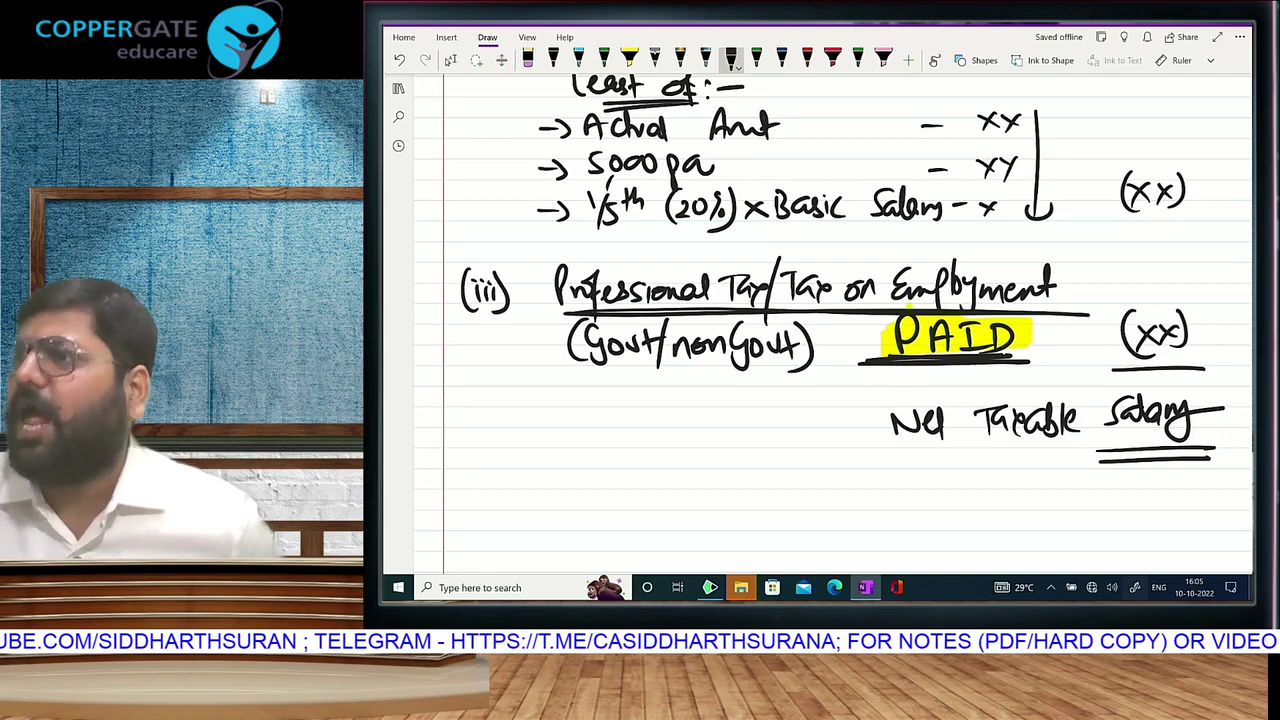 COPPERGATE
educare
Home Insert Draw View Help
Saved offline
Share
Shapes
Ink to Shape
Ink to Text
Ruler
Least of:-
→ Actual Amt - XX
→ 5000 pa - XY
→ 1/5th (20%) x Basic Salary - x (XX)
(iii) Professional Tax/Tax on Employment
(Govt/non Govt) PAID (XX)
Net Taxable Salary
Type here to search
29°C
ENG
16:05
10-10-2022
UBE.COM/SIDDHARTHSURAN ; TELEGRAM - HTTPS://T.ME/CASIDDHARTHSURANA; FOR NOTES (PDF/HARD COPY) OR VIDEO